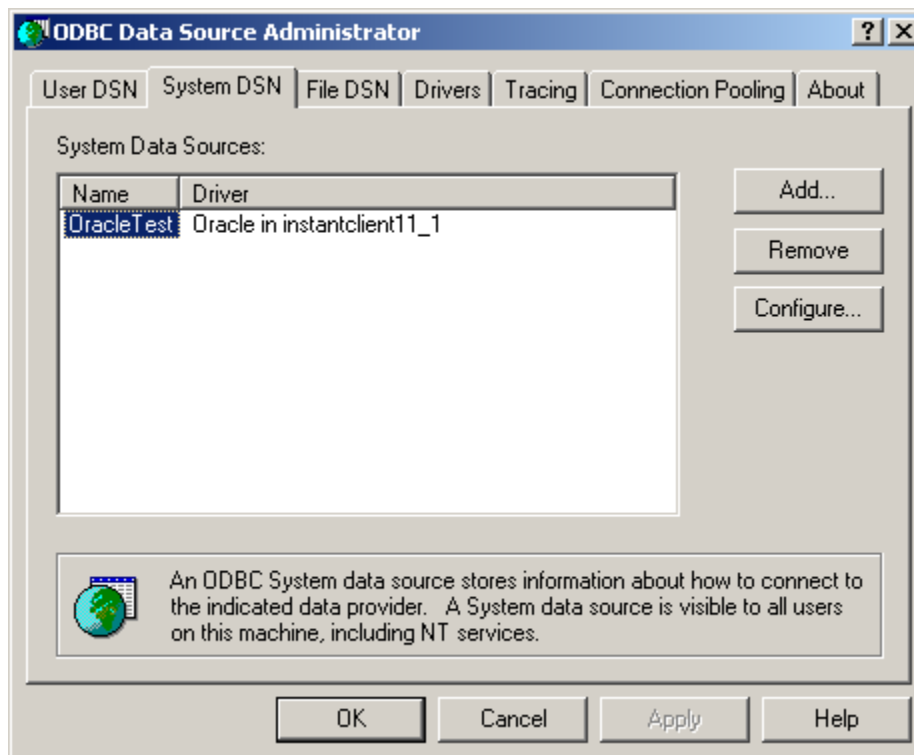 ODBC Data Source Administrator
User DSN System DSN File DSN Drivers Tracing Connection Pooling About
System Data Sources:
Name Driver
OracleTest Oracle in instantclient11_1
Add...
Remove
Configure...
An ODBC System data source stores information about how to connect to
the indicated data provider. A System data source is visible to all users
on this machine, including NT services.
OK Cancel Apply Help